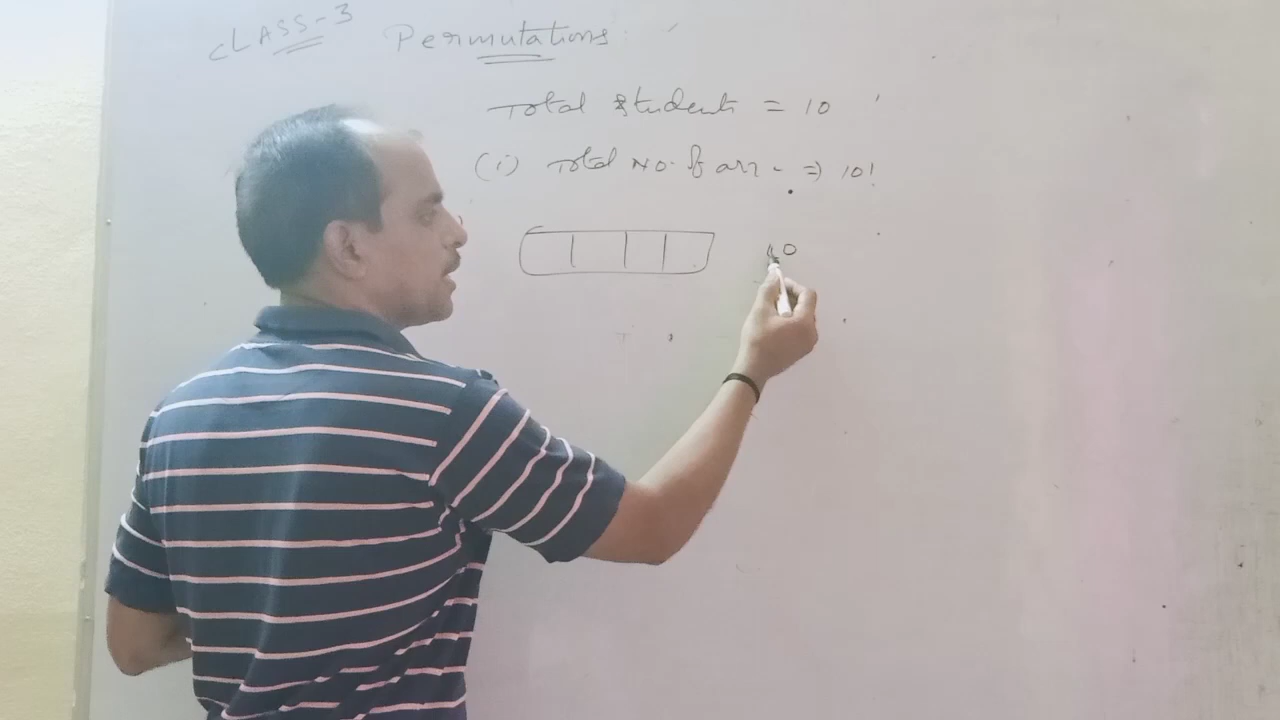 CLASS-3
Permutations:
Total students = 10
(i) Total No. of arr. => 10!